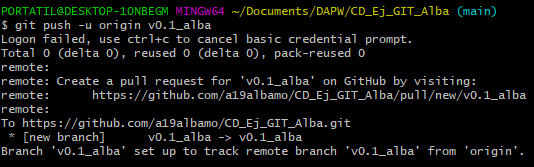 PORTATIL@DESKTOP-1ONBEGM MINGW64 ~/Documents/DAPW/CD_Ej_GIT_Alba (main)
$ git push -u origin v0.1_alba
Logon failed, use ctrl+c to cancel basic credential prompt.
Total 0 (delta 0), reused 0 (delta 0), pack-reused 0
remote:
remote: Create a pull request for 'v0.1_alba' on GitHub by visiting:
remote:      https://github.com/a19albamo/CD_Ej_GIT_Alba/pull/new/v0.1_alba
remote:
To https://github.com/a19albamo/CD_Ej_GIT_Alba.git
 * [new branch]      v0.1_alba -> v0.1_alba
Branch 'v0.1_alba' set up to track remote branch 'v0.1_alba' from 'origin'.